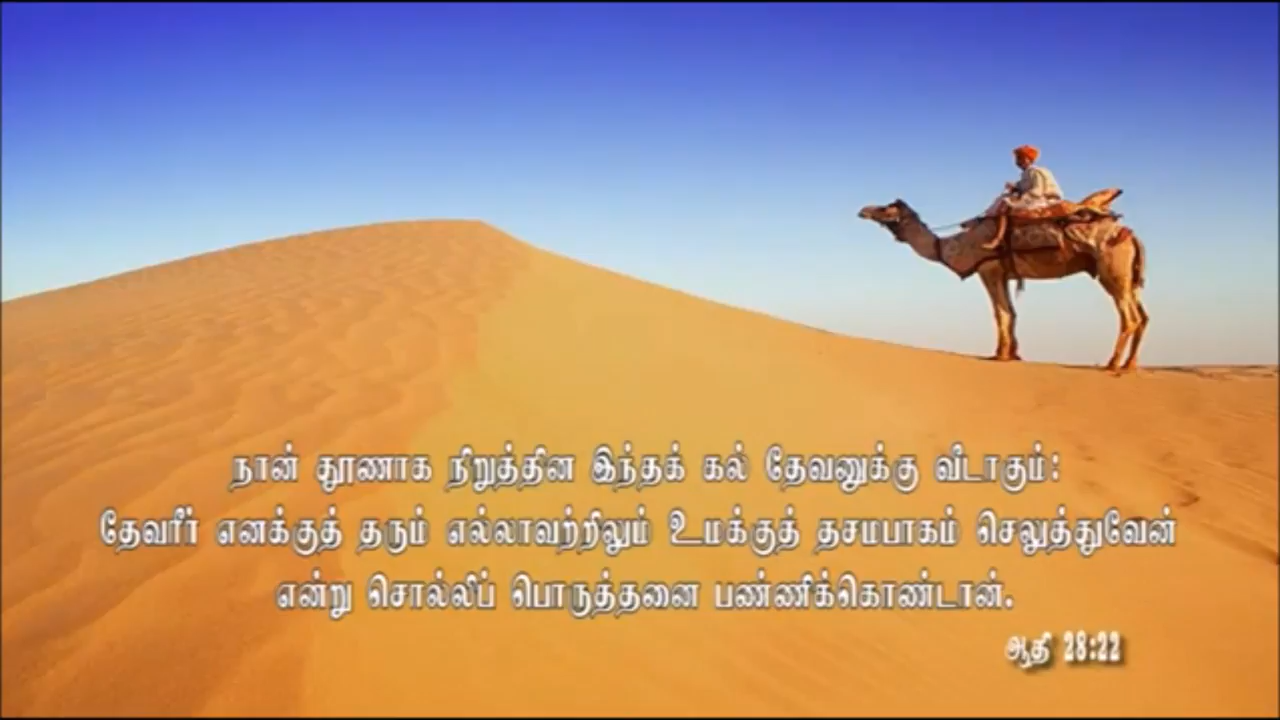 நான் தூணாக நிறுத்தின இந்தக் கல் தேவனுக்கு வீடாகும்:
தேவரீர் எனக்குத் தரும் எல்லாவற்றிலும் உமக்குத் தசமபாகம் செலுத்துவேன்
என்று சொல்லிப் பொருத்தனை பண்ணிக்கொண்டான்.
ஆதி 28:22